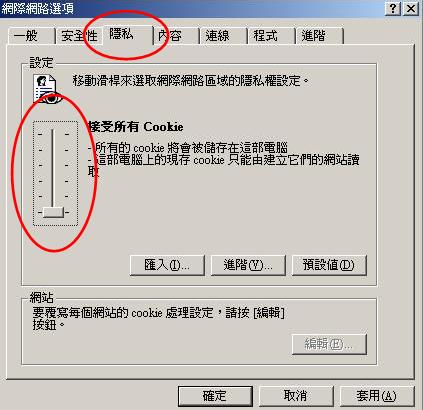 網際網路選項
一般 安全性 隱私 內容 連線 程式 進階
設定
移動滑桿來選取網際網路區域的隱私權設定。
接受所有 Cookie
- 所有的 cookie 將會被儲存在這部電腦
- 這部電腦上的現存 cookie 只能由建立它們的網站讀
取
匯入(I)... 進階(V)... 預設值(D)
網站
要覆寫每個網站的 cookie 處理設定，請按 [編輯]
按鈕。
編輯(E)...
確定 取消 套用(A)